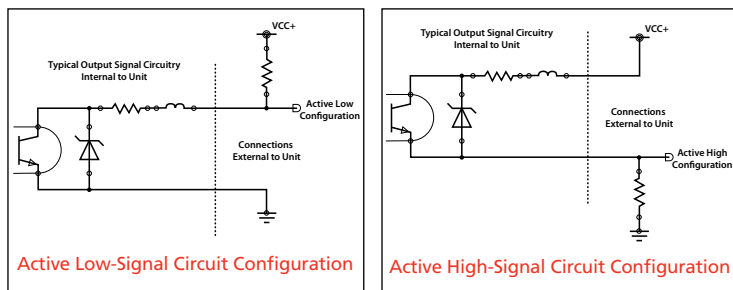 VCC+
Typical Output Signal Circuitry
Internal to Unit
Active Low
Configuration
Connections
External to Unit
Active Low-Signal Circuit Configuration
VCC+
Typical Output Signal Circuitry
Internal to Unit
Connections
External to Unit
Active High
Configuration
Active High-Signal Circuit Configuration